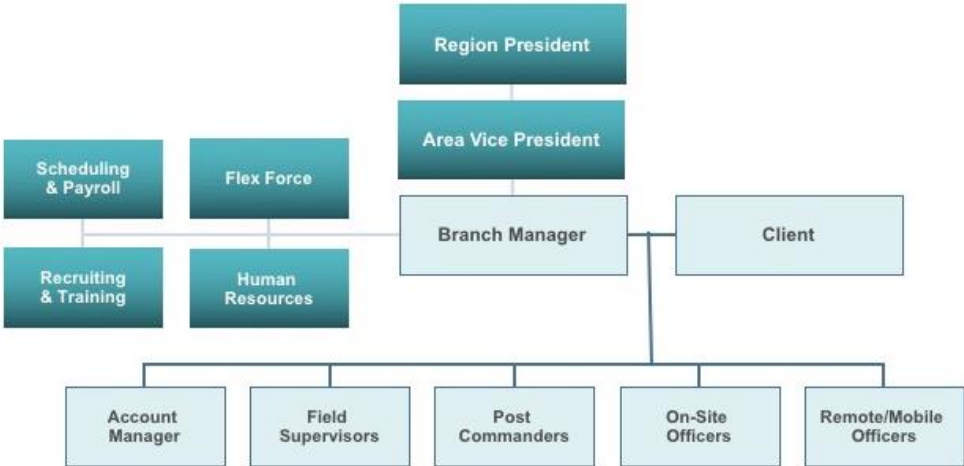 Region President
Area Vice President
Scheduling
& Payroll
Flex Force
Branch Manager
Client
Recruiting
& Training
Human
Resources
Account
Manager
Field
Supervisors
Post
Commanders
On-Site
Officers
Remote/Mobile
Officers